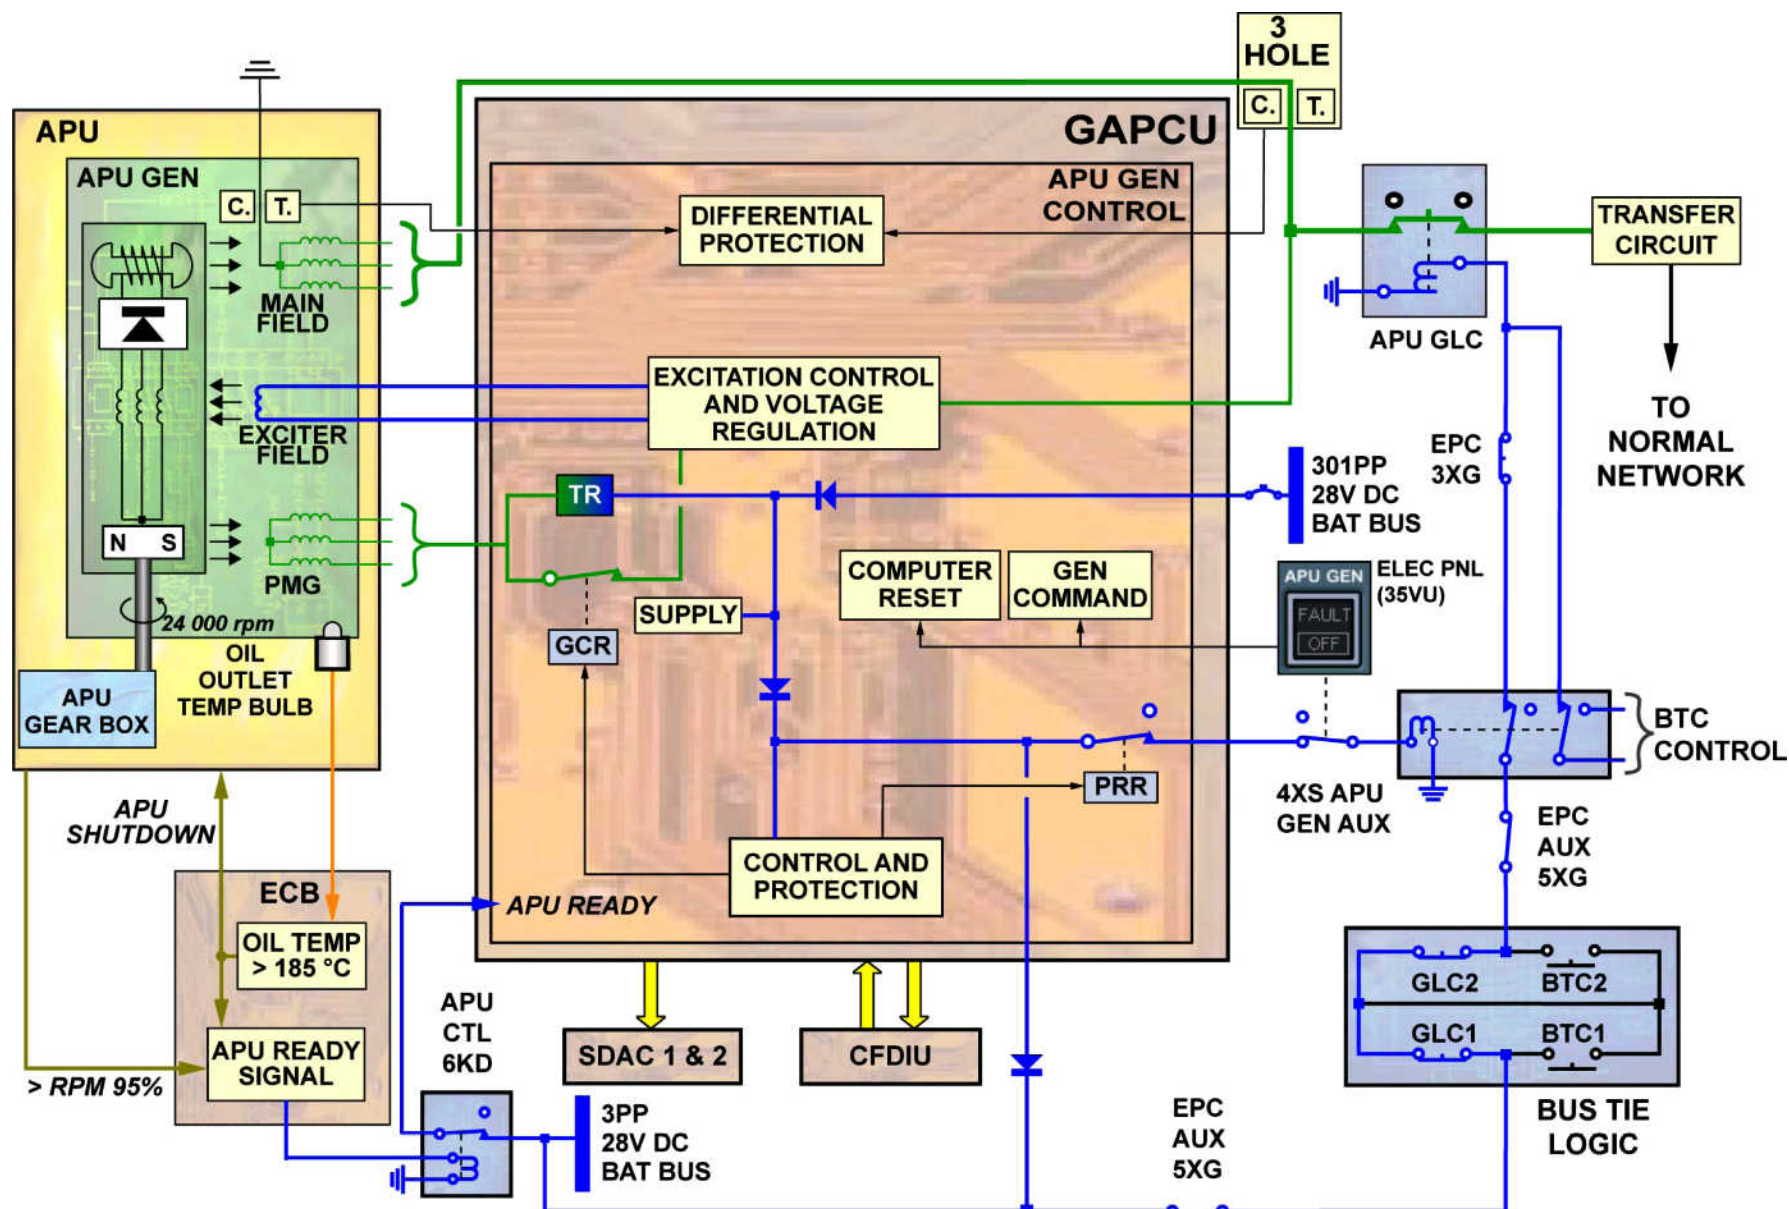 3
HOLE
C. T.
APU
GAPCU
APU GEN
APU GEN
CONTROL
C. T.
DIFFERENTIAL
PROTECTION
TRANSFER
CIRCUIT
MAIN
FIELD
APU GLC
EXCITATION CONTROL
AND VOLTAGE
REGULATION
TO
NORMAL
NETWORK
EXCITER
FIELD
EPC
3XG
TR
301PP
28V DC
BAT BUS
N S
PMG
COMPUTER
RESET
GEN
COMMAND
APU GEN
FAULT
OFF
ELEC PNL
(35VU)
SUPPLY
24 000 rpm
GCR
OIL
OUTLET
TEMP BULB
APU
GEAR BOX
BTC
CONTROL
PRR
4XS APU
GEN AUX
APU
SHUTDOWN
EPC
AUX
5XG
CONTROL AND
PROTECTION
ECB
APU READY
OIL TEMP
> 185 °C
GLC2
BTC2
APU
CTL
6KD
GLC1
BTC1
APU READY
SIGNAL
SDAC 1 & 2
CFDIU
> RPM 95%
3PP
28V DC
BAT BUS
EPC
AUX
5XG
BUS TIE
LOGIC